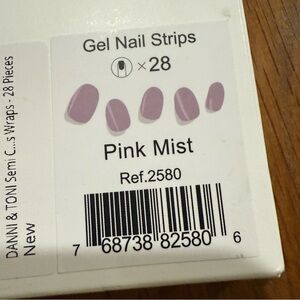 Gel Nail Strips
×28
Pink Mist
Ref.2580
7 68738 82580 6
DANNI & TONI Semi C...s Wraps - 28 Pieces
New